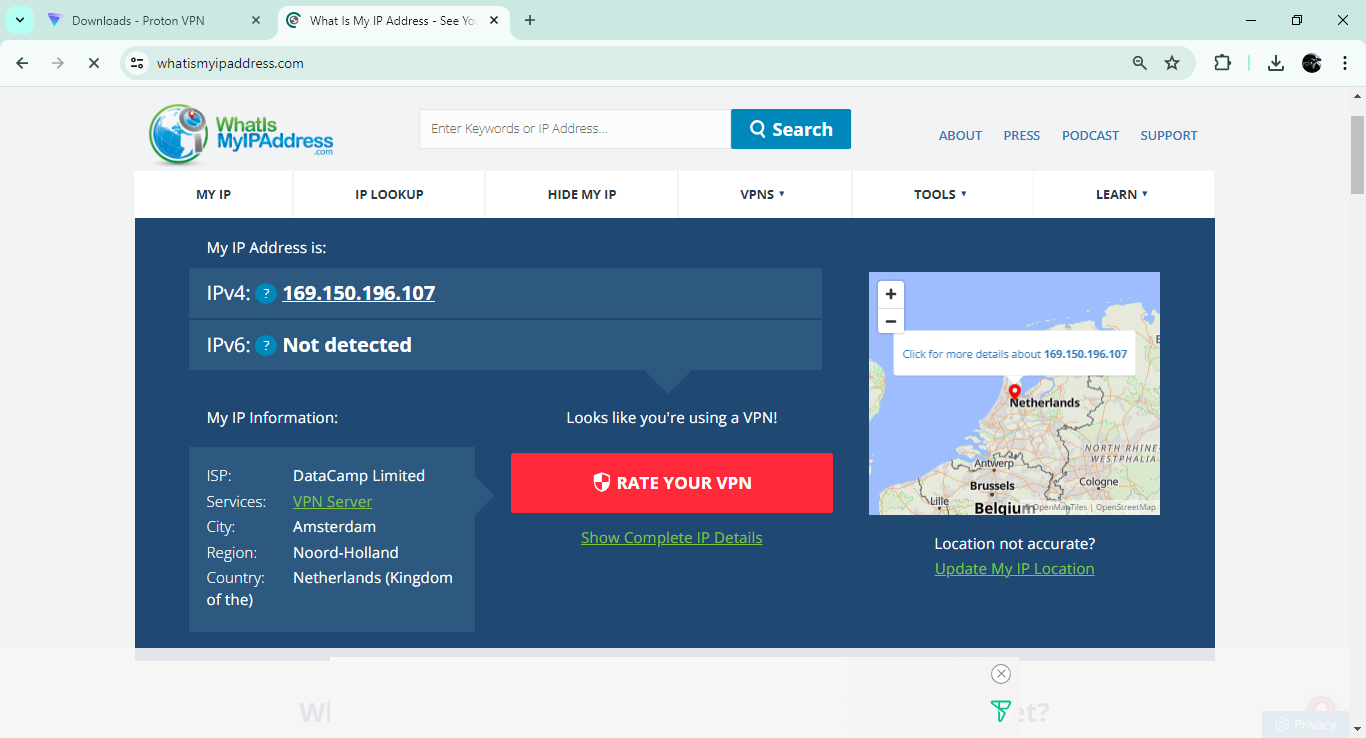 Downloads - Proton VPN
What Is My IP Address - See Yo
whatismyipaddress.com
WhatIs
MyIPAddress
.com
Enter Keywords or IP Address...
Search
ABOUT PRESS PODCAST SUPPORT
MY IP IP LOOKUP HIDE MY IP VPNS TOOLS LEARN
My IP Address is:
IPv4: ? 169.150.196.107
IPv6: ? Not detected
My IP Information:
ISP: DataCamp Limited
Services: VPN Server
City: Amsterdam
Region: Noord-Holland
Country: Netherlands (Kingdom
of the)
Looks like you're using a VPN!
RATE YOUR VPN
Show Complete IP Details
+
−
Click for more details about 169.150.196.107
Netherlands
NORTH RHINE-
WESTPHALIA
Antwerp
Brussels
Cologne
Lille
Belgium
© OpenMapTiles | OpenStreetMap
Location not accurate?
Update My IP Location
Privacy